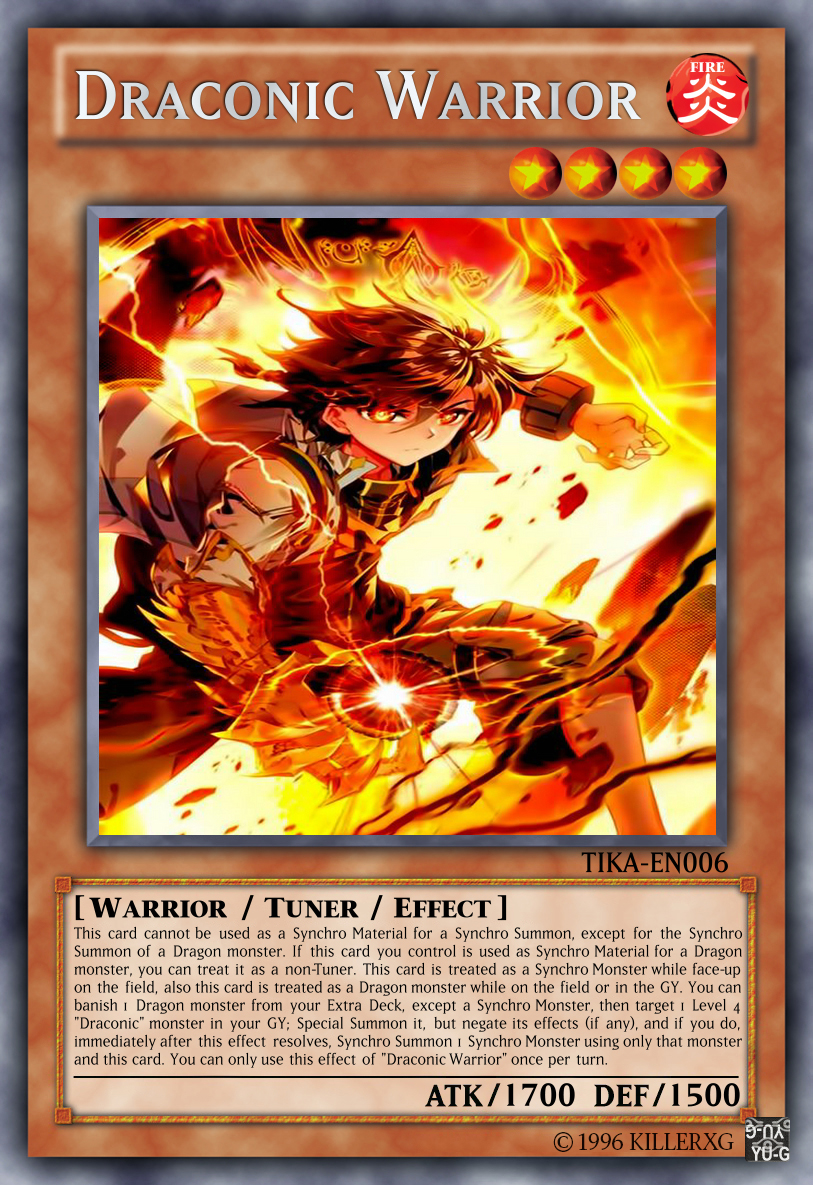 DRACONIC WARRIOR
FIRE
炎
[ WARRIOR / TUNER / EFFECT ]
TIKA-EN006
This card cannot be used as a Synchro Material for a Synchro Summon, except for the Synchro
Summon of a Dragon monster. If this card you control is used as Synchro Material for a Dragon
monster, you can treat it as a non-Tuner. This card is treated as a Synchro Monster while face-up
on the field, also this card is treated as a Dragon monster while on the field or in the GY. You can
banish 1 Dragon monster from your Extra Deck, except a Synchro Monster, then target 1 Level 4
"Draconic" monster in your GY; Special Summon it, but negate its effects (if any), and if you do,
immediately after this effect resolves, Synchro Summon 1 Synchro Monster using only that monster
and this card. You can only use this effect of "Draconic Warrior" once per turn.
ATK/1700 DEF/1500
© 1996 KILLERXG
YU-G
YU-G